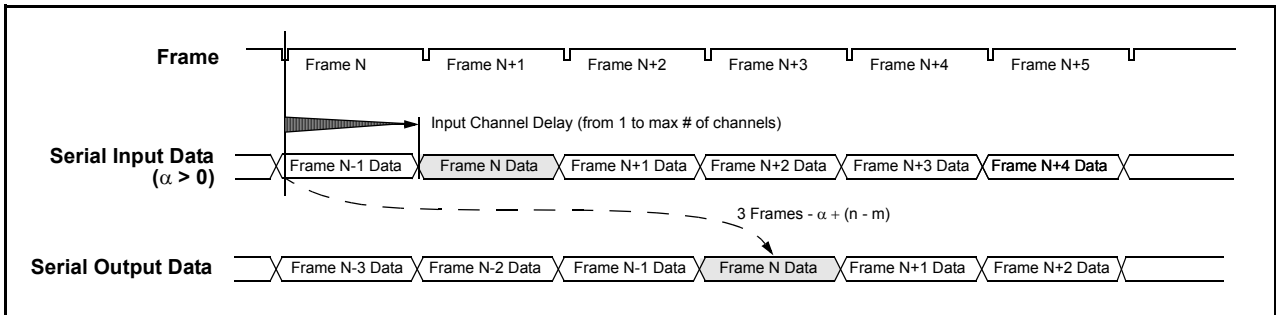 Frame
Frame N Frame N+1 Frame N+2 Frame N+3 Frame N+4 Frame N+5
Input Channel Delay (from 1 to max # of channels)
Serial Input Data
(α > 0)
Frame N-1 Data Frame N Data Frame N+1 Data Frame N+2 Data Frame N+3 Data Frame N+4 Data
3 Frames - α + (n - m)
Serial Output Data
Frame N-3 Data Frame N-2 Data Frame N-1 Data Frame N Data Frame N+1 Data Frame N+2 Data